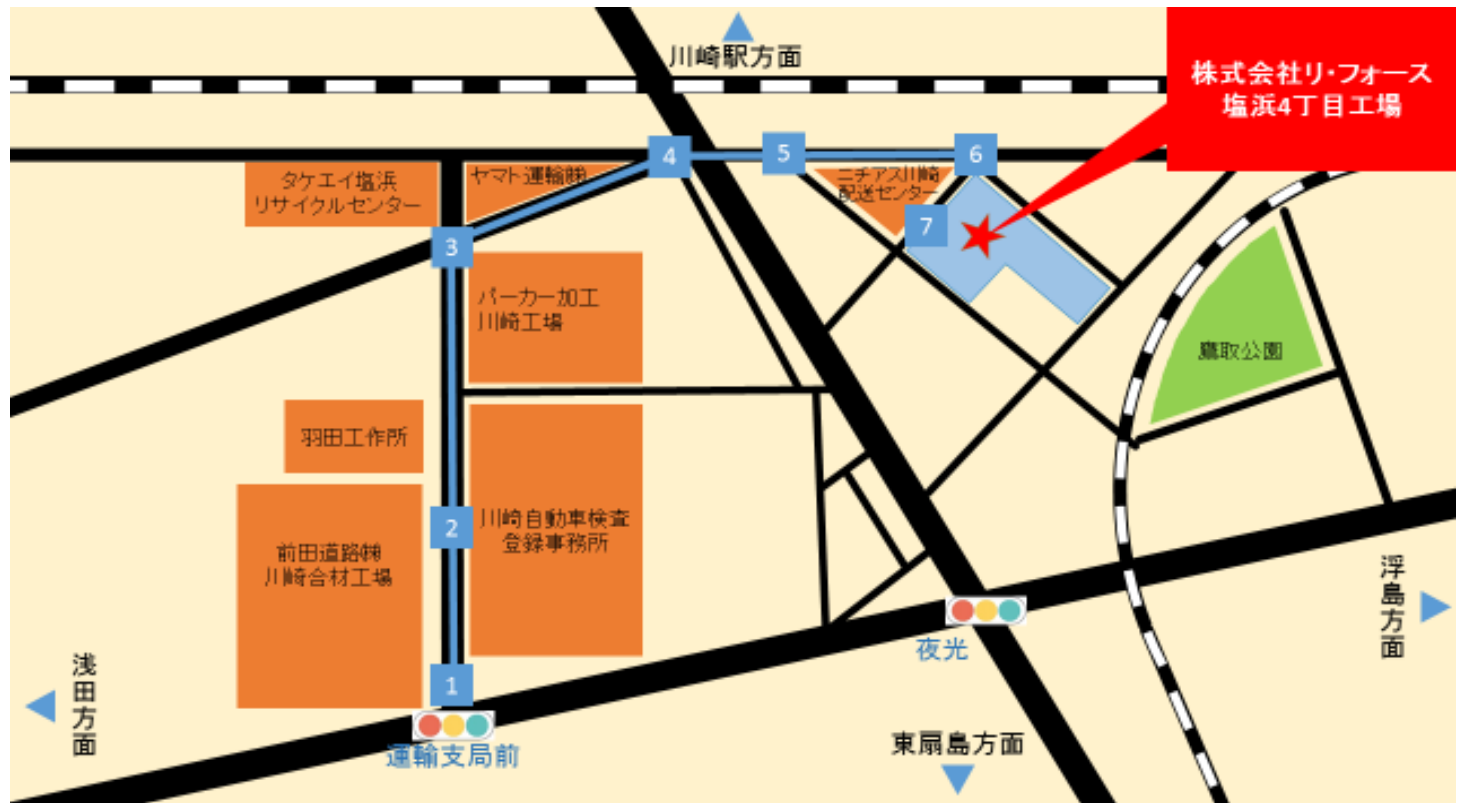 川崎駅方面
株式会社リ・フォース
塩浜4丁目工場
4
5
6
タケエイ塩浜
リサイクルセンター
ヤマト運輸㈱
ニチアス川崎
配送センター
7
3
パーカー加工
川崎工場
鷹取公園
羽田工作所
2
川崎自動車検査
登録事務所
前田道路㈱
川崎合材工場
浮島方面
夜光
1
浅田方面
運輸支局前
東扇島方面